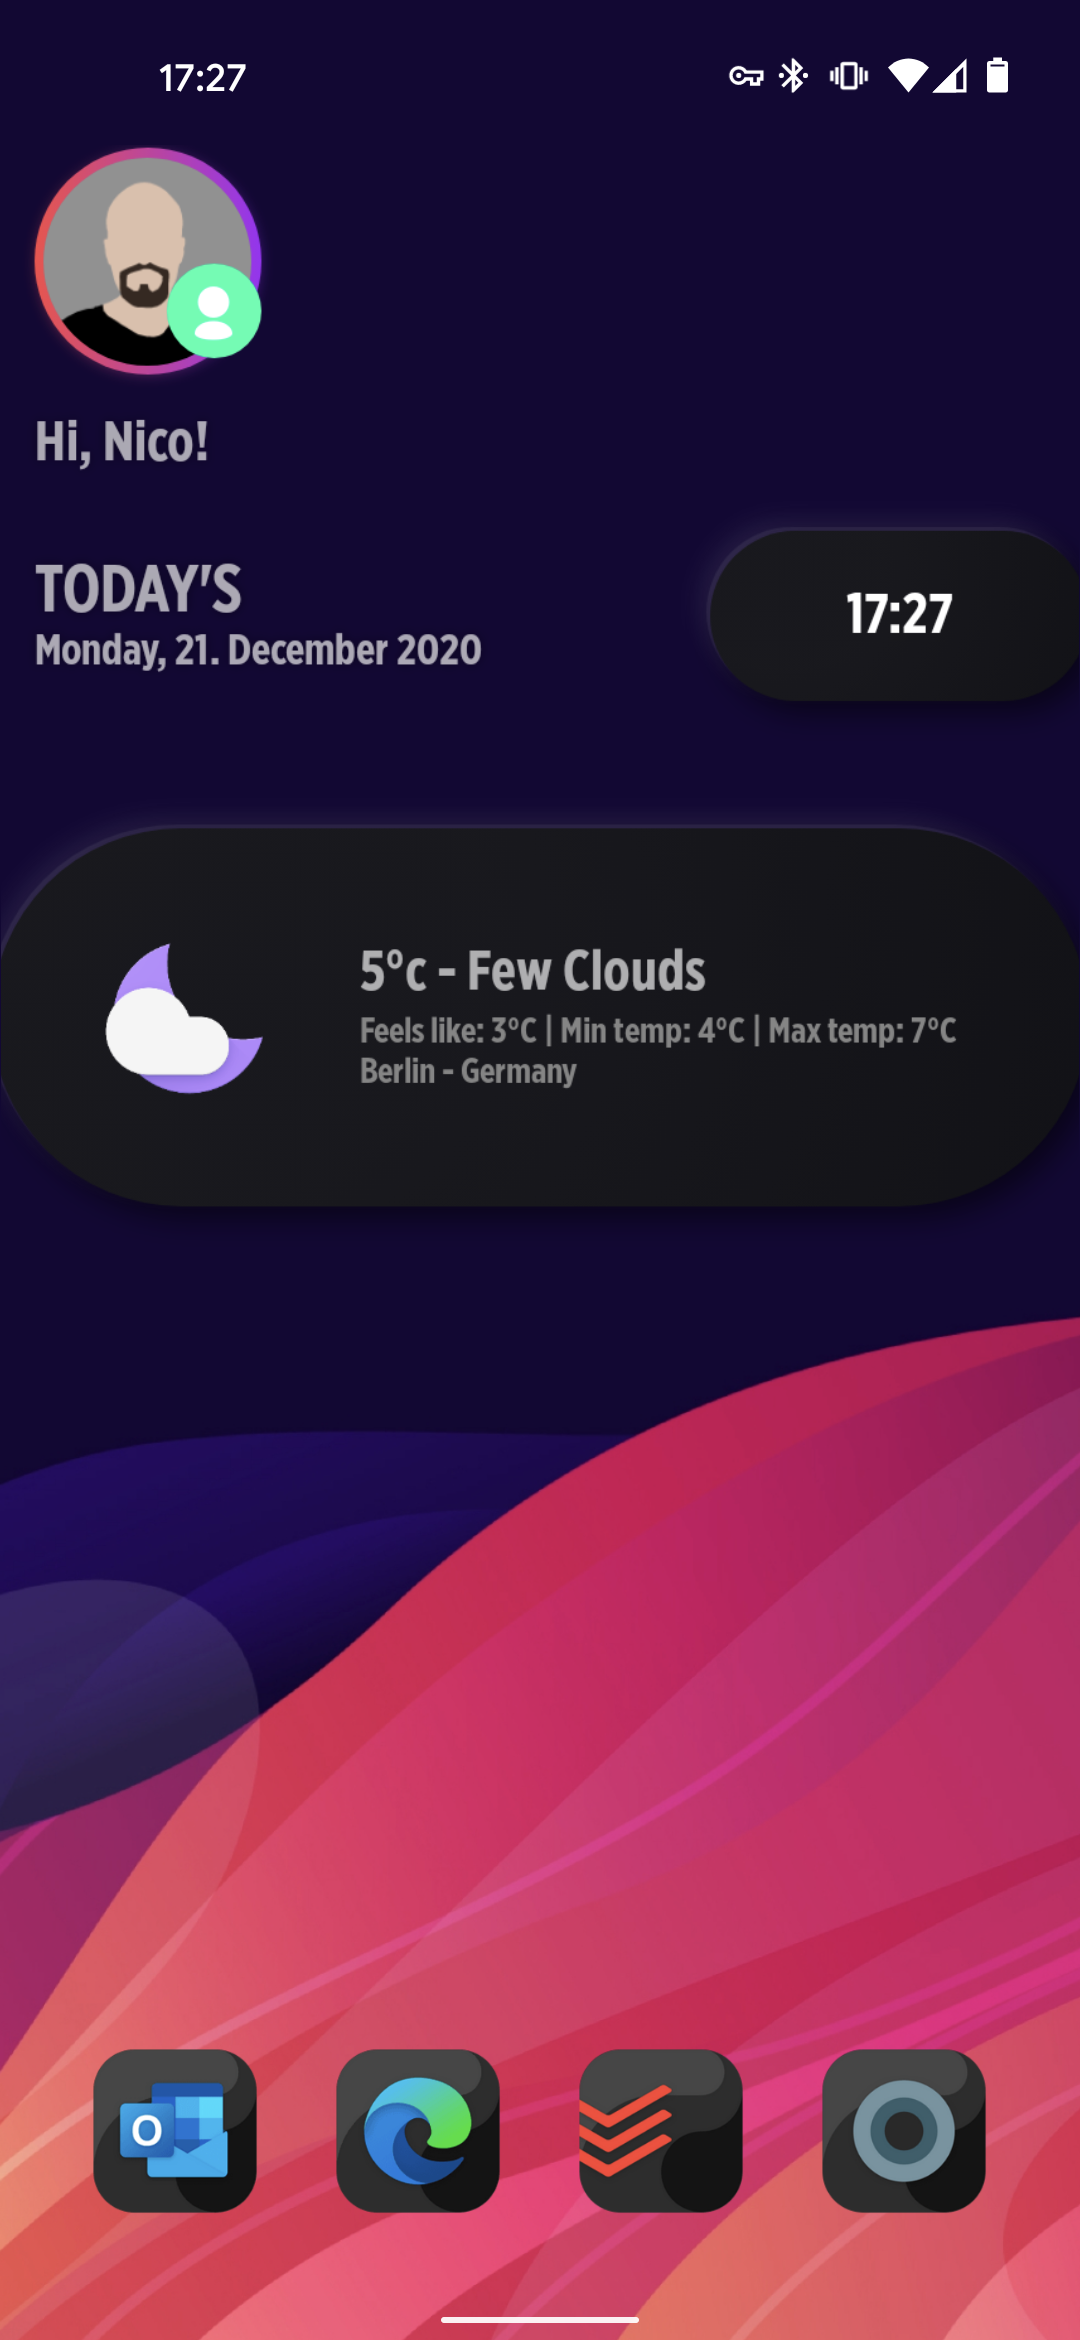 17:27
Hi, Nico!
TODAY'S
Monday, 21. December 2020
17:27
5°c - Few Clouds
Feels like: 3°C | Min temp: 4°C | Max temp: 7°C
Berlin - Germany
O